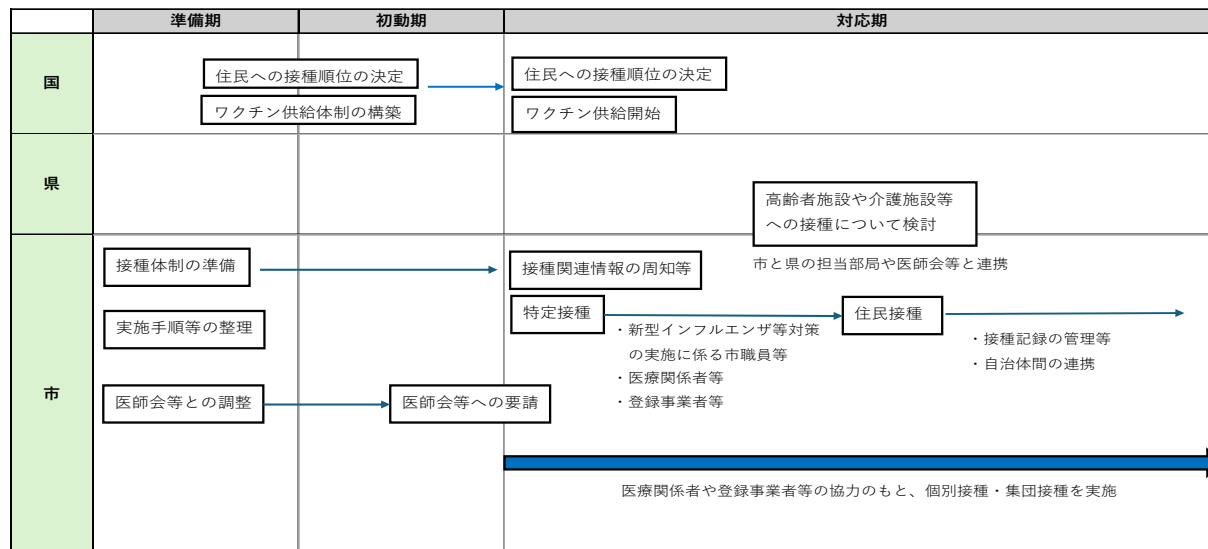 準備期 初動期 対応期
国
住民への接種順位の決定
住民への接種順位の決定
ワクチン供給体制の構築
ワクチン供給開始
県
高齢者施設や介護施設等
への接種について検討
市
接種体制の準備
接種関連情報の周知等
市と県の担当部局や医師会等と連携
実施手順等の整理
特定接種
住民接種
・新型インフルエンザ等対策
の実施に係る市職員等
・医療関係者等
・登録事業者等
・接種記録の管理等
・自治体間の連携
医師会等との調整
医師会等への要請
医療関係者や登録事業者等の協力のもと、個別接種・集団接種を実施